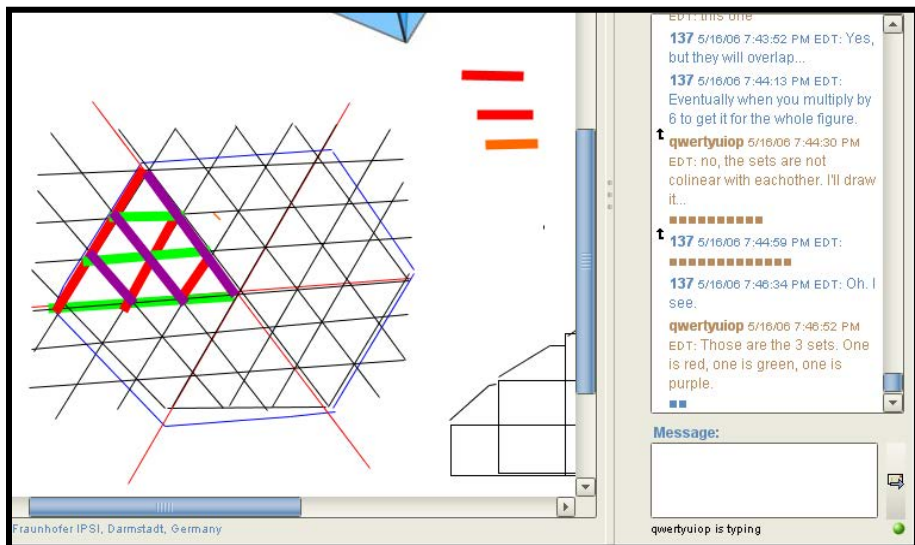 EDT: this one
137 5/16/06 7:43:52 PM EDT: Yes,
but they will overlap...
137 5/16/06 7:44:13 PM EDT:
Eventually when you multiply by
6 to get it for the whole figure.
qwertyuiop 5/16/06 7:44:30 PM
EDT: no, the sets are not
colinear with eachother. I'll draw
it...
137 5/16/06 7:44:59 PM EDT:
137 5/16/06 7:46:34 PM EDT: Oh. I
see.
qwertyuiop 5/16/06 7:46:52 PM
EDT: Those are the 3 sets. One
is red, one is green, one is
purple.
Message:
Fraunhofer IPSI, Darmstadt, Germany
qwertyuiop is typing